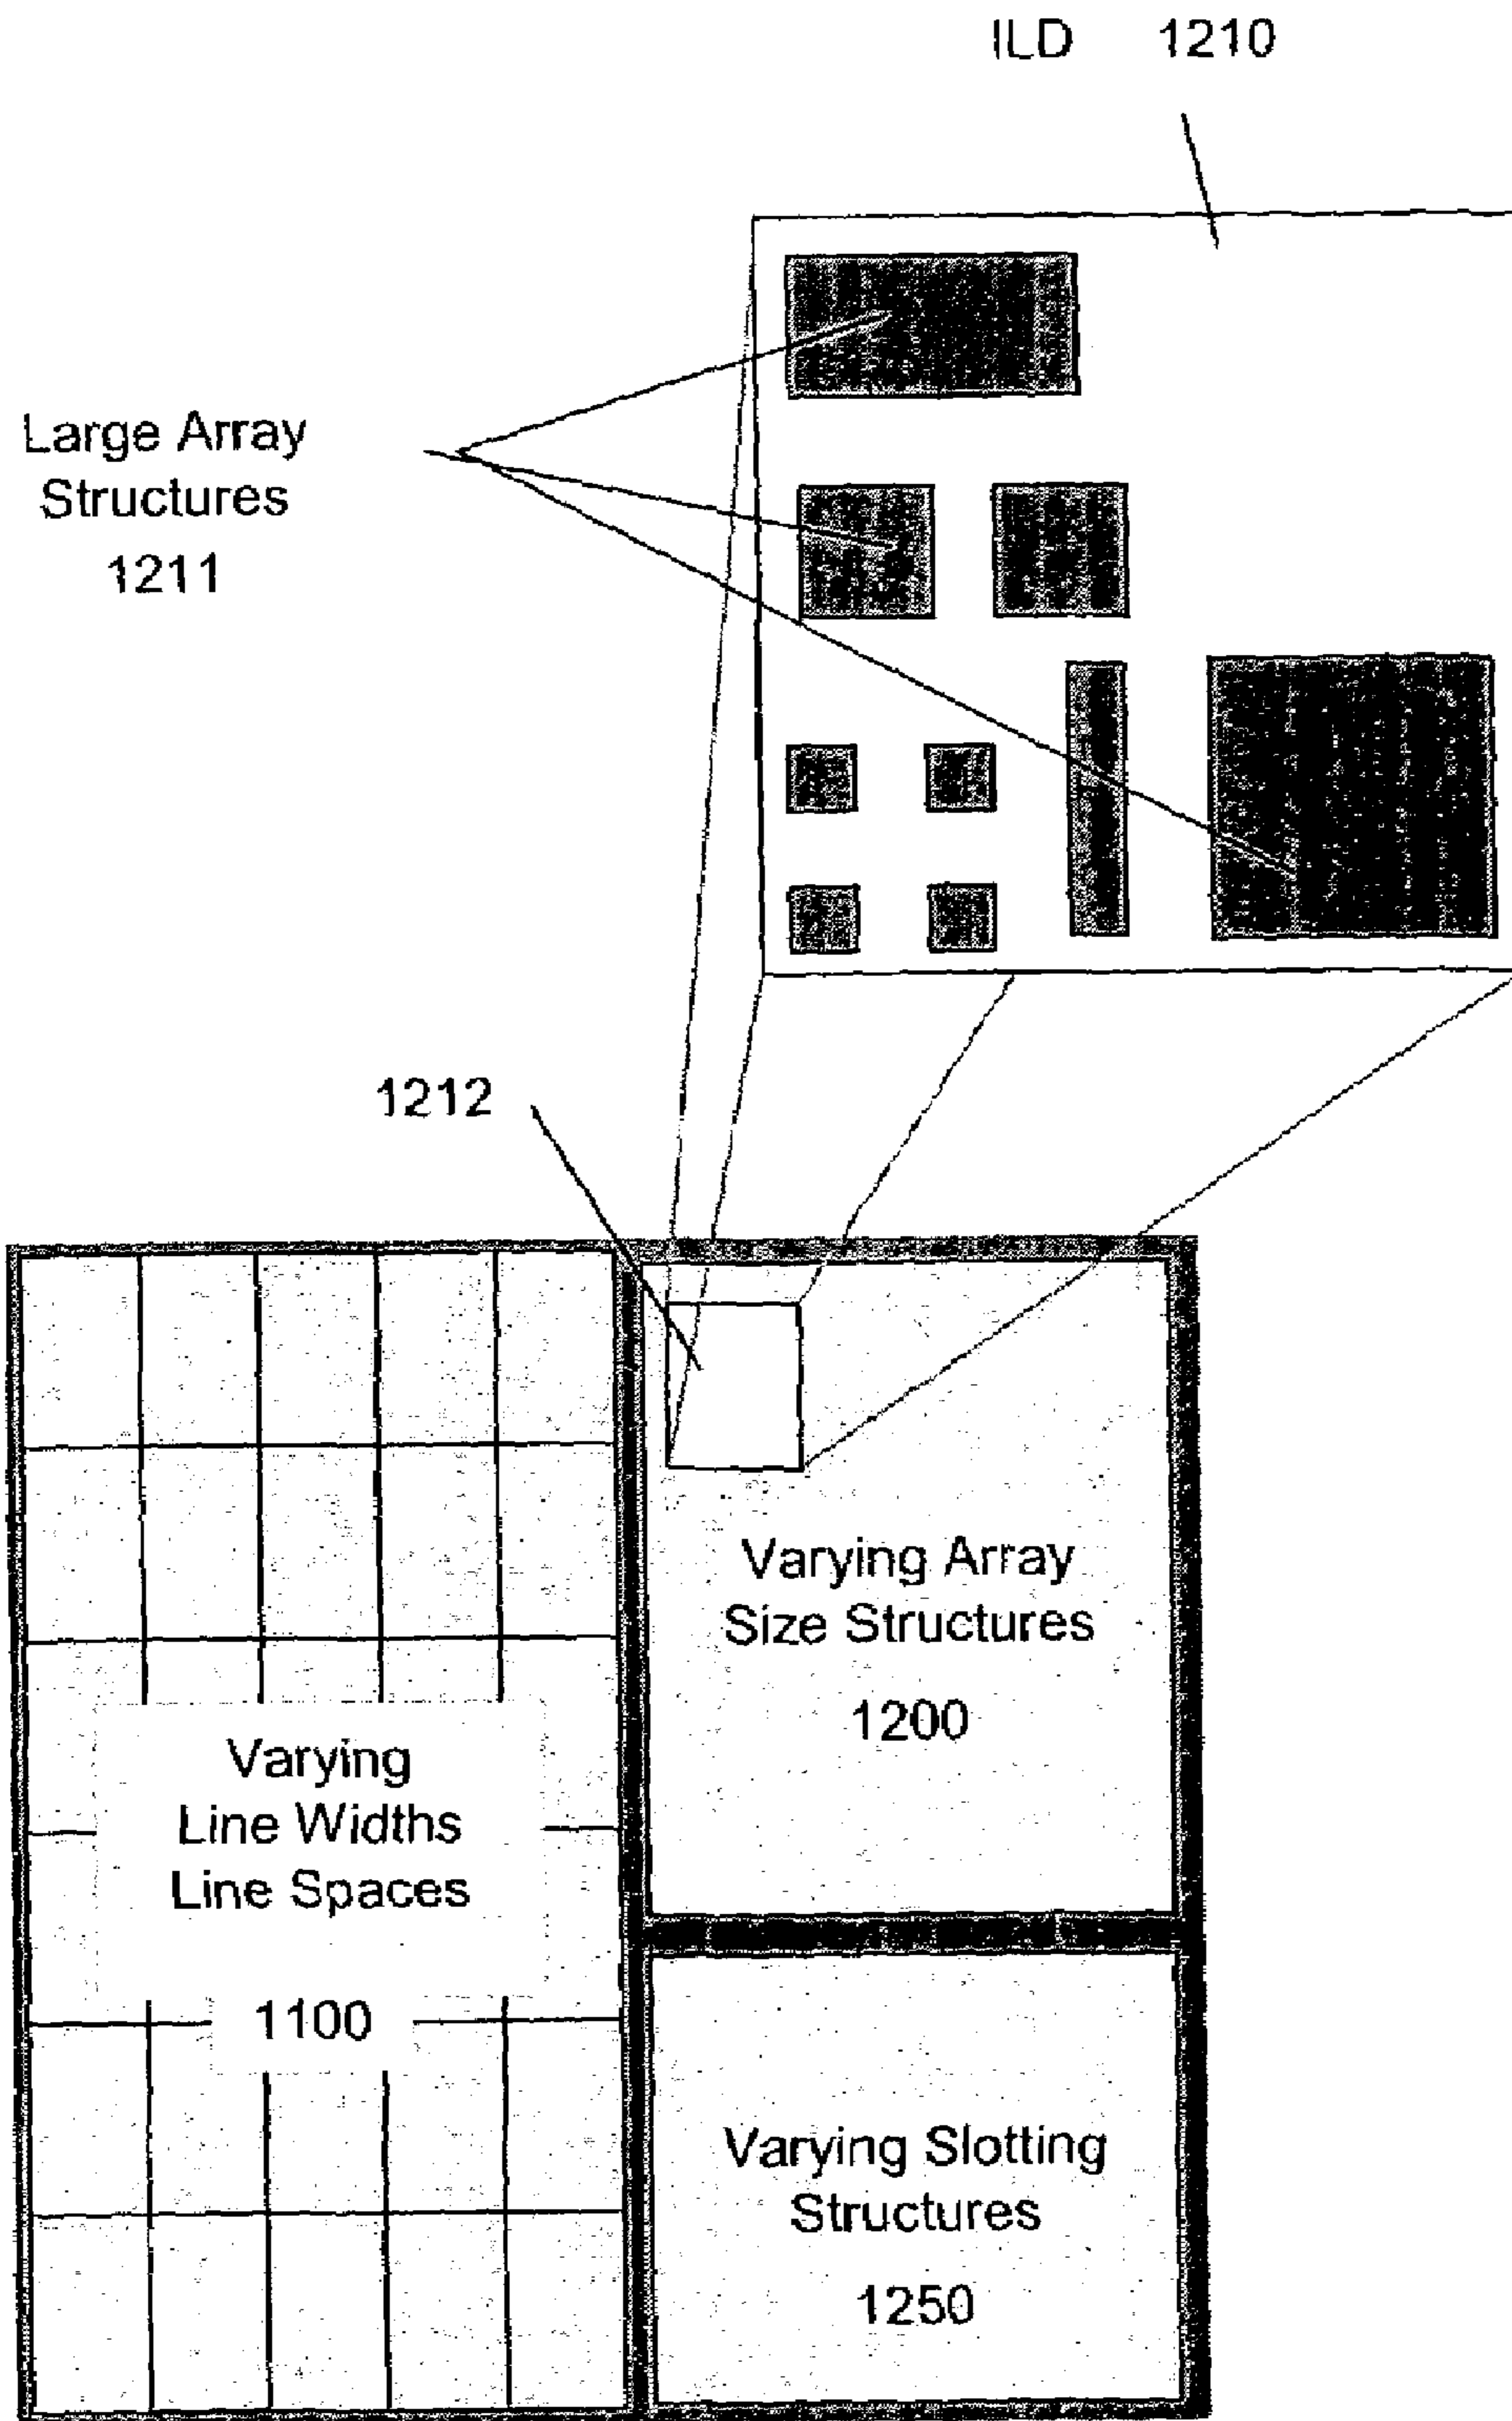 ILD 1210
Large Array
Structures
1211
1212
Varying Array
Size Structures
1200
Varying
Line Widths
Line Spaces
1100
Varying Slotting
Structures
1250